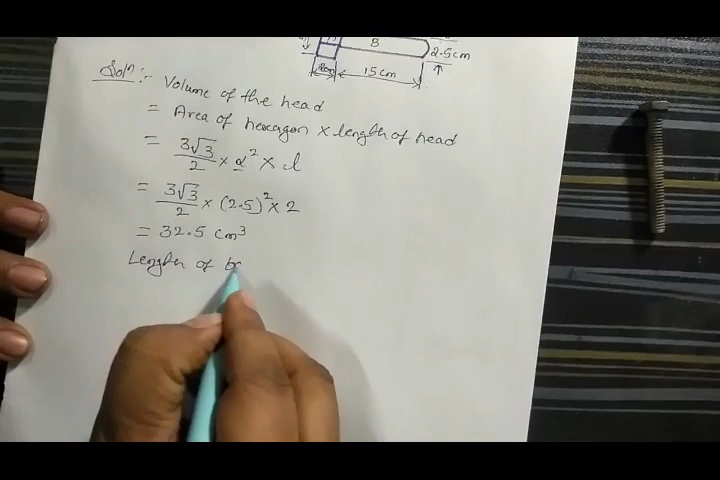 B
2.5cm
2cm
15cm
Soln:- Volume of the head
= Area of hexagon × length of head
= 3√3/2 × a² × l
= 3√3/2 × (2.5)² × 2
= 32.5 cm³
Length of